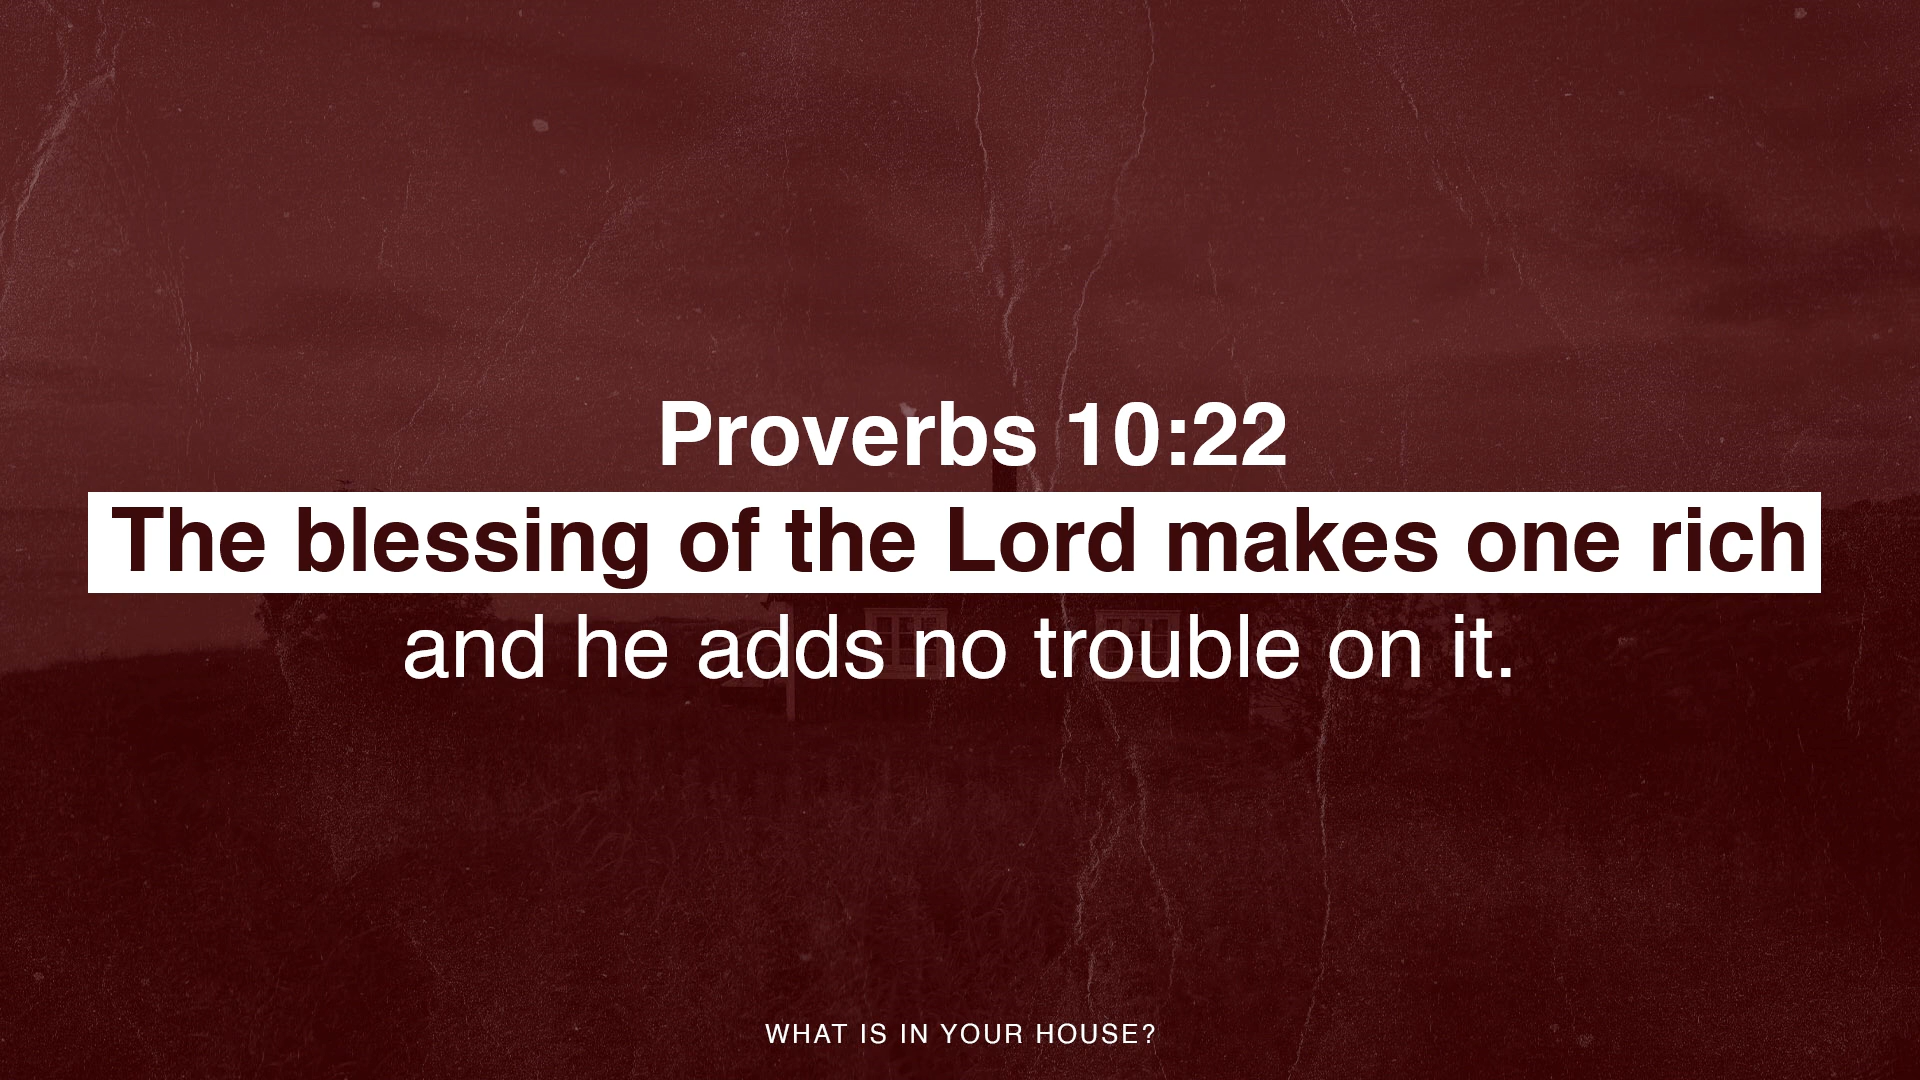 Proverbs 10:22
The blessing of the Lord makes one rich
and he adds no trouble on it.
WHAT IS IN YOUR HOUSE?